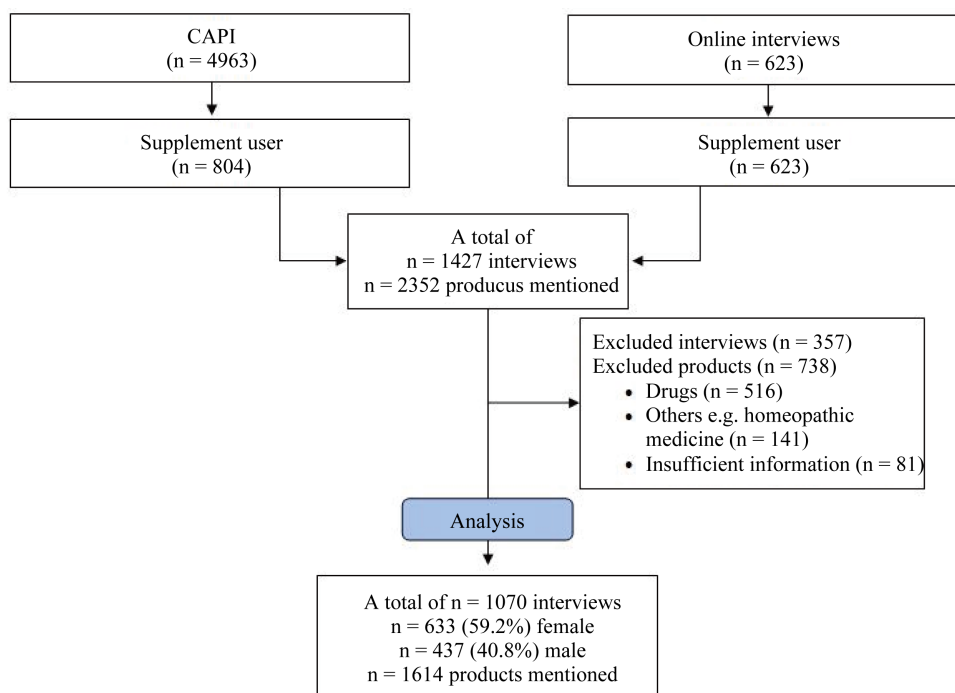 CAPI
(n = 4963)
Online interviews
(n = 623)
Supplement user
(n = 804)
Supplement user
(n = 623)
A total of
n = 1427 interviews
n = 2352 producus mentioned
Excluded interviews (n = 357)
Excluded products (n = 738)
• Drugs (n = 516)
• Others e.g. homeopathic
medicine (n = 141)
• Insufficient information (n = 81)
Analysis
A total of n = 1070 interviews
n = 633 (59.2%) female
n = 437 (40.8%) male
n = 1614 products mentioned